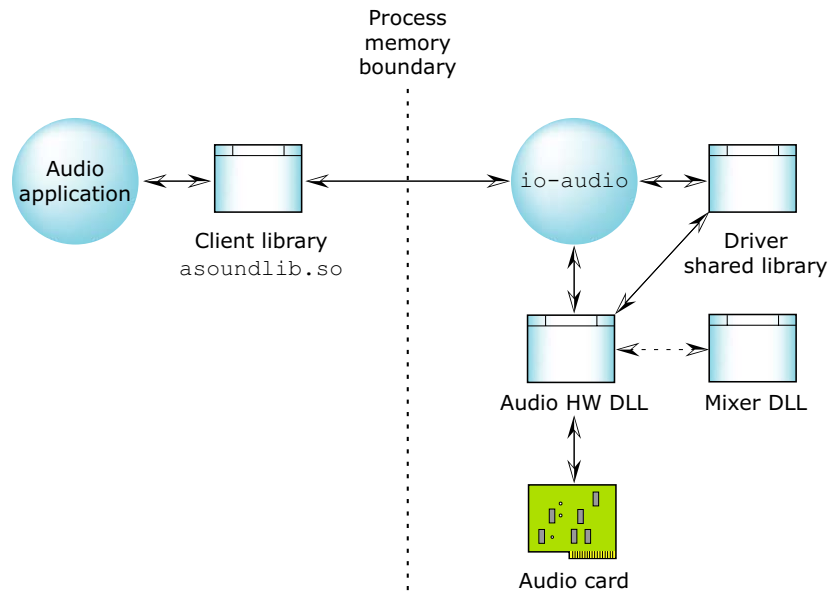 Process
memory
boundary
Audio
application
io-audio
Client library
asoundlib.so
Driver
shared library
Audio HW DLL
Mixer DLL
Audio card